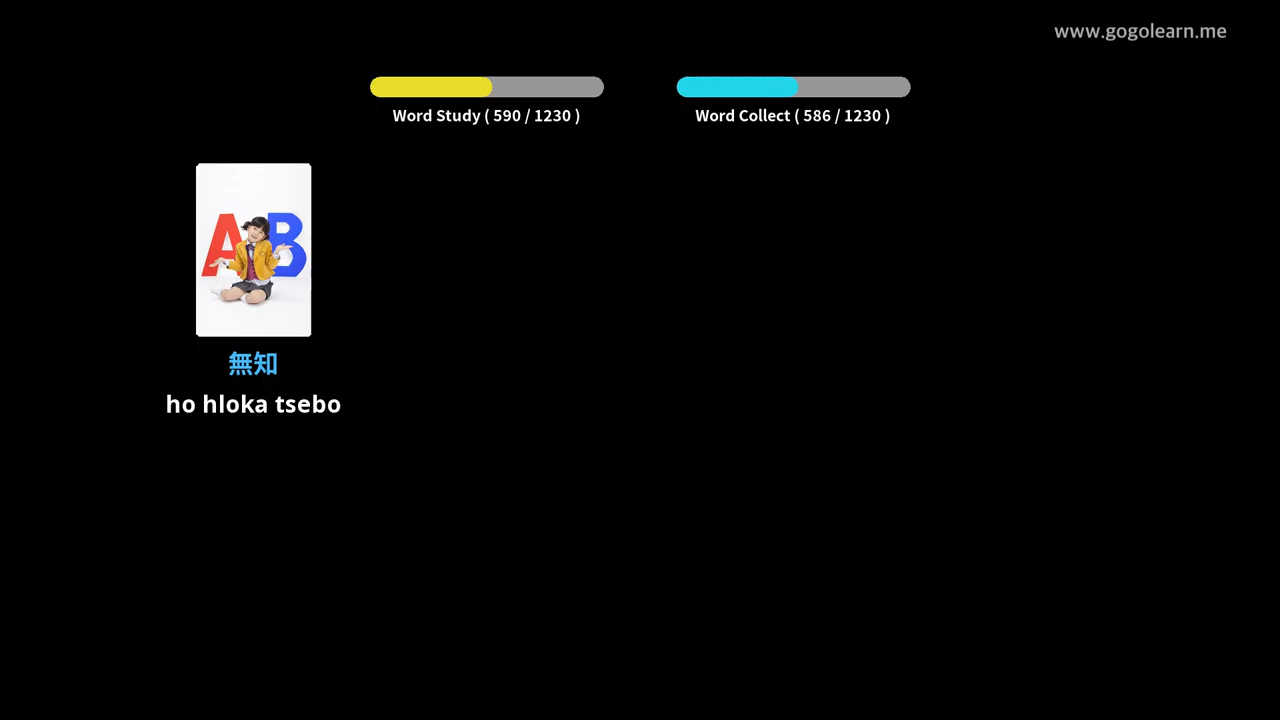 www.gogolearn.me
Word Study ( 590 / 1230 )
Word Collect ( 586 / 1230 )
A B
無知
ho hloka tsebo